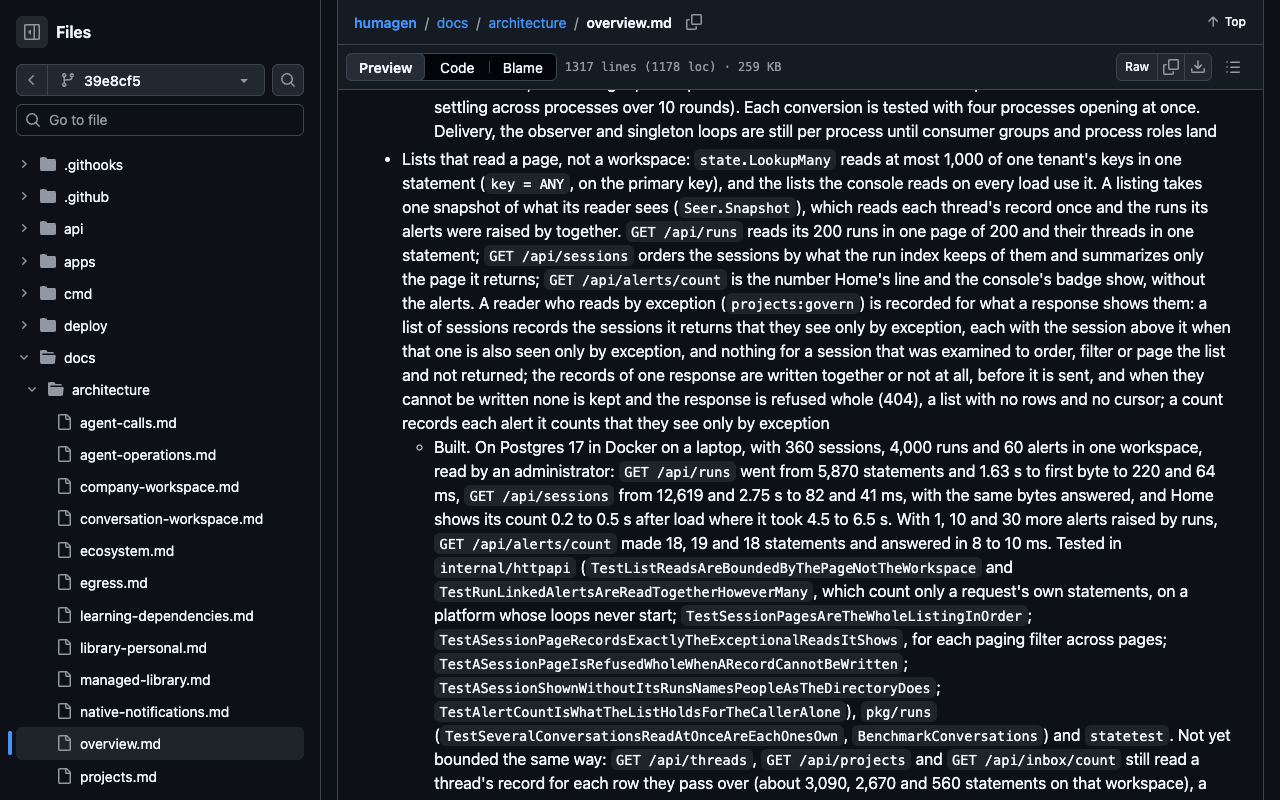 Files
39e8cf5
Go to file
.githooks
.github
api
apps
cmd
deploy
docs
architecture
agent-calls.md
agent-operations.md
company-workspace.md
conversation-workspace.md
ecosystem.md
egress.md
learning-dependencies.md
library-personal.md
managed-library.md
native-notifications.md
overview.md
projects.md
humagen / docs / architecture / overview.md
Top
Preview Code Blame 1317 lines (1178 loc) · 259 KB Raw
settling across processes over 10 rounds). Each conversion is tested with four processes opening at once.
Delivery, the observer and singleton loops are still per process until consumer groups and process roles land
• Lists that read a page, not a workspace: state.LookupMany reads at most 1,000 of one tenant's keys in one
statement ( key = ANY , on the primary key), and the lists the console reads on every load use it. A listing takes
one snapshot of what its reader sees ( Seer.Snapshot ), which reads each thread's record once and the runs its
alerts were raised by together. GET /api/runs reads its 200 runs in one page of 200 and their threads in one
statement; GET /api/sessions orders the sessions by what the run index keeps of them and summarizes only
the page it returns; GET /api/alerts/count is the number Home's line and the console's badge show, without
the alerts. A reader who reads by exception ( projects:govern ) is recorded for what a response shows them: a
list of sessions records the sessions it returns that they see only by exception, each with the session above it when
that one is also seen only by exception, and nothing for a session that was examined to order, filter or page the list
and not returned; the records of one response are written together or not at all, before it is sent, and when they
cannot be written none is kept and the response is refused whole (404), a list with no rows and no cursor; a count
records each alert it counts that they see only by exception
◦ Built. On Postgres 17 in Docker on a laptop, with 360 sessions, 4,000 runs and 60 alerts in one workspace,
read by an administrator: GET /api/runs went from 5,870 statements and 1.63 s to first byte to 220 and 64
ms, GET /api/sessions from 12,619 and 2.75 s to 82 and 41 ms, with the same bytes answered, and Home
shows its count 0.2 to 0.5 s after load where it took 4.5 to 6.5 s. With 1, 10 and 30 more alerts raised by runs,
GET /api/alerts/count made 18, 19 and 18 statements and answered in 8 to 10 ms. Tested in
internal/httpapi ( TestListReadsAreBoundedByThePageNotTheWorkspace and
TestRunLinkedAlertsAreReadTogetherHoweverMany , which count only a request's own statements, on a
platform whose loops never start; TestSessionPagesAreTheWholeListingInOrder ;
TestASessionPageRecordsExactlyTheExceptionalReadsItShows , for each paging filter across pages;
TestASessionPageIsRefusedWholeWhenARecordCannotBeWritten ;
TestASessionShownWithoutItsRunsNamesPeopleAsTheDirectoryDoes ;
TestAlertCountIsWhatTheListHoldsForTheCallerAlone ), pkg/runs
( TestSeveralConversationsReadAtOnceAreEachOnesOwn , BenchmarkConversations ) and statetest . Not yet
bounded the same way: GET /api/threads , GET /api/projects and GET /api/inbox/count still read a
thread's record for each row they pass over (about 3,090, 2,670 and 560 statements on that workspace), a